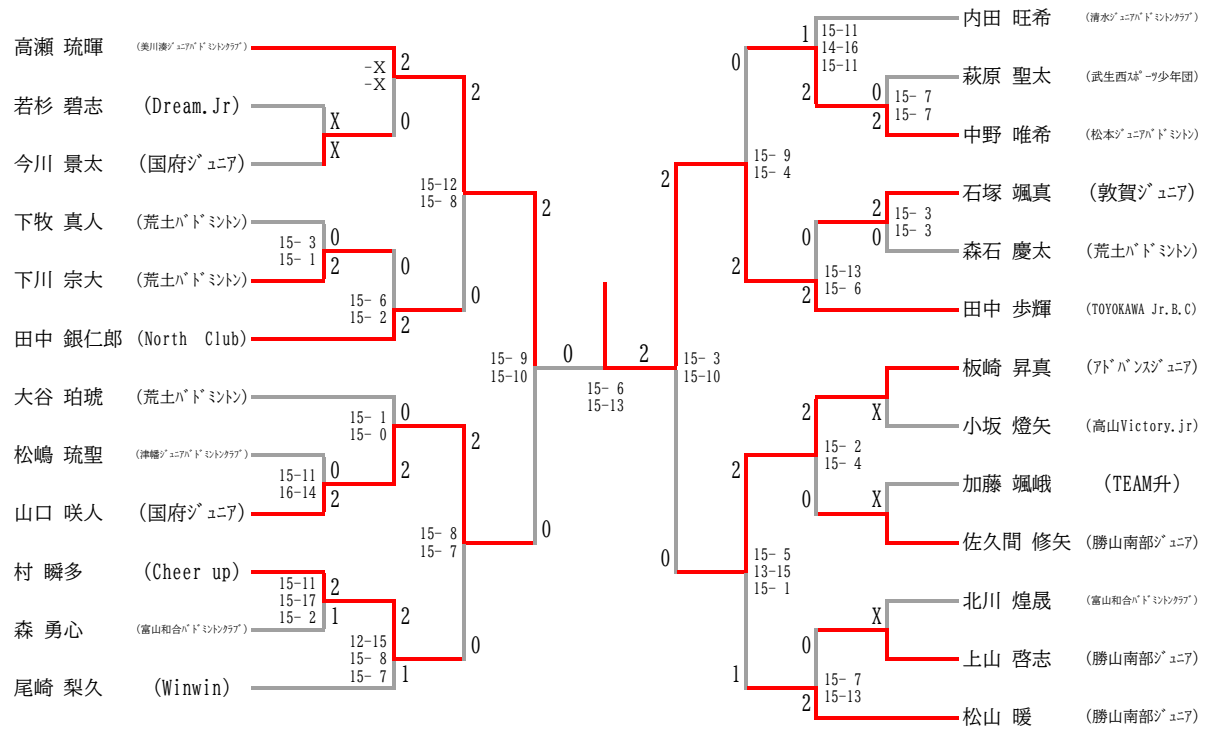 高瀬 琉暉 (美川湊ジュニアバドミントンクラブ)
2
-X
-X
2
若杉 碧志 (Dream.Jr)
X
0
今川 景太 (国府ジュニア)
X
15-12
15- 8
2
下牧 真人 (荒土バドミントン)
15- 3
15- 1
0
2
0
下川 宗大 (荒土バドミントン)
15- 6
15- 2
0
田中 銀仁郎 (North Club)
2
15- 9
15-10
0
大谷 珀琥 (荒土バドミントン)
15- 1
15- 0
0
2
松嶋 琉聖 (津幡ジュニアバドミントンクラブ)
15-11
16-14
0
2
2
山口 咲人 (国府ジュニア)
15- 8
15- 7
0
村 瞬多 (Cheer up)
15-11
15-17
15- 2
2
1
2
森 勇心 (富山和合バドミントンクラブ)
12-15
15- 8
15- 7
0
1
尾崎 梨久 (Winwin)
15- 6
15-13
内田 旺希 (清水ジュニアバドミントンクラブ)
1
15-11
14-16
15-11
0
萩原 聖太 (武生西スポーツ少年団)
2
0
15- 7
15- 7
2
中野 唯希 (松本ジュニアバドミントン)
15- 9
15- 4
2
石塚 颯真 (敦賀ジュニア)
2
15- 3
15- 3
0
0
森石 慶太 (荒土バドミントン)
2
15-13
15- 6
2
田中 歩輝 (TOYOKAWA Jr.B.C)
2
15- 3
15-10
板崎 昇真 (アドバンスジュニア)
2
X
小坂 燈矢 (高山Victory.jr)
2
15- 2
15- 4
加藤 颯峨 (TEAM升)
0
X
佐久間 修矢 (勝山南部ジュニア)
0
15- 5
13-15
15- 1
北川 煌晟 (富山和合バドミントンクラブ)
X
0
上山 啓志 (勝山南部ジュニア)
1
15- 7
15-13
2
松山 暖 (勝山南部ジュニア)